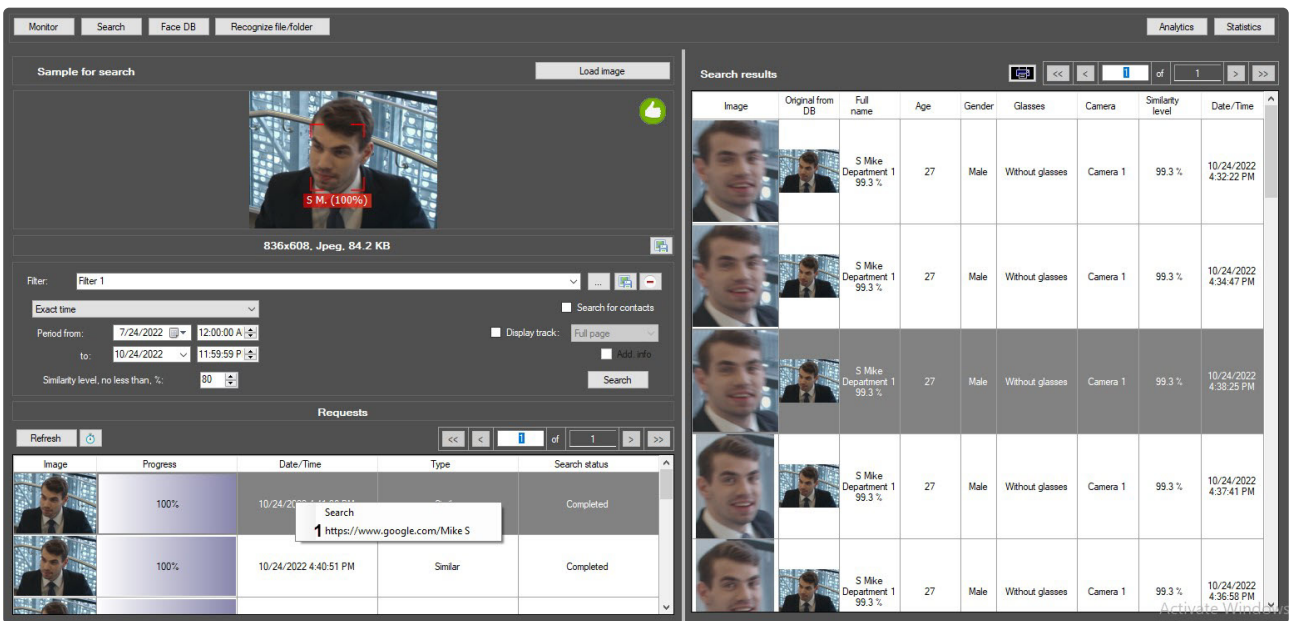 Monitor Search Face DB Recognize file/folder Analytics Statistics
Sample for search Load image
S M. (100%)
836x608, Jpeg, 84.2 KB
Filter: Filter 1 ...
Exact time Search for contacts
Period from: 7/24/2022 12:00:00 A Display track: Full page
to: 10/24/2022 11:59:59 P Add. info
Similarity level, no less than, %: 80 Search
Requests
Refresh << < 1 of 1 > >>
Image Progress Date/Time Type Search status
100% Completed
Search
1 https://www.google.com/Mike S
100% 10/24/2022 4:40:51 PM Similar Completed
Search results << < 1 of 1 > >>
Image Original from DB Full name Age Gender Glasses Camera Similarity level Date/Time
S Mike
Department 1
99.3 % 27 Male Without glasses Camera 1 99.3 % 10/24/2022
4:32:22 PM
S Mike
Department 1
99.3 % 27 Male Without glasses Camera 1 99.3 % 10/24/2022
4:34:47 PM
S Mike
Department 1
99.3 % 27 Male Without glasses Camera 1 99.3 % 10/24/2022
4:38:25 PM
S Mike
Department 1
99.3 % 27 Male Without glasses Camera 1 99.3 % 10/24/2022
4:37:41 PM
S Mike
Department 1
99.3 % 27 Male Without glasses Camera 1 99.3 % 10/24/2022
4:36:58 PM
Activate Windows